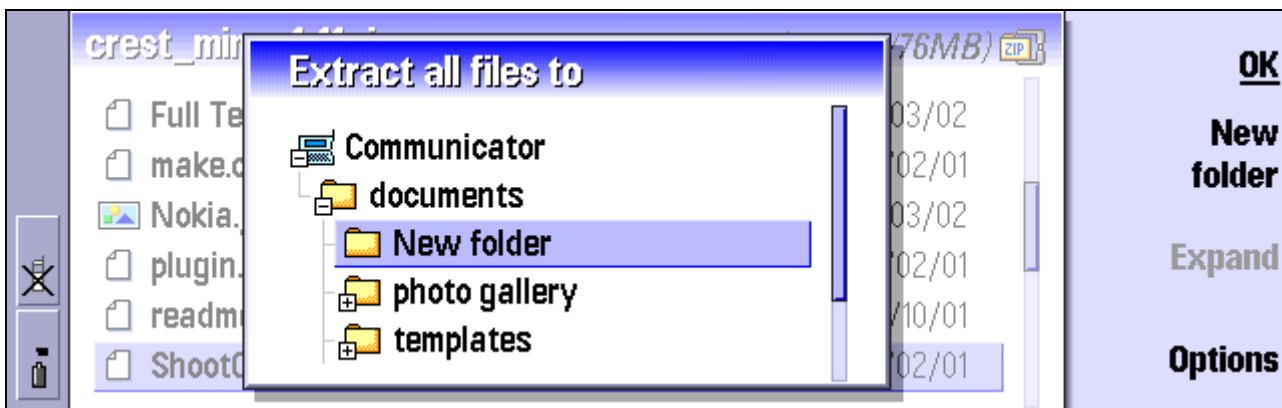 Extract all files to
Communicator
documents
New folder
photo gallery
templates
76MB) ZIP
Full Te
03/02
make.c
02/01
Nokia.
03/02
plugin.
02/01
readm
/10/01
ShootC
02/01
OK
New
folder
Expand
Options